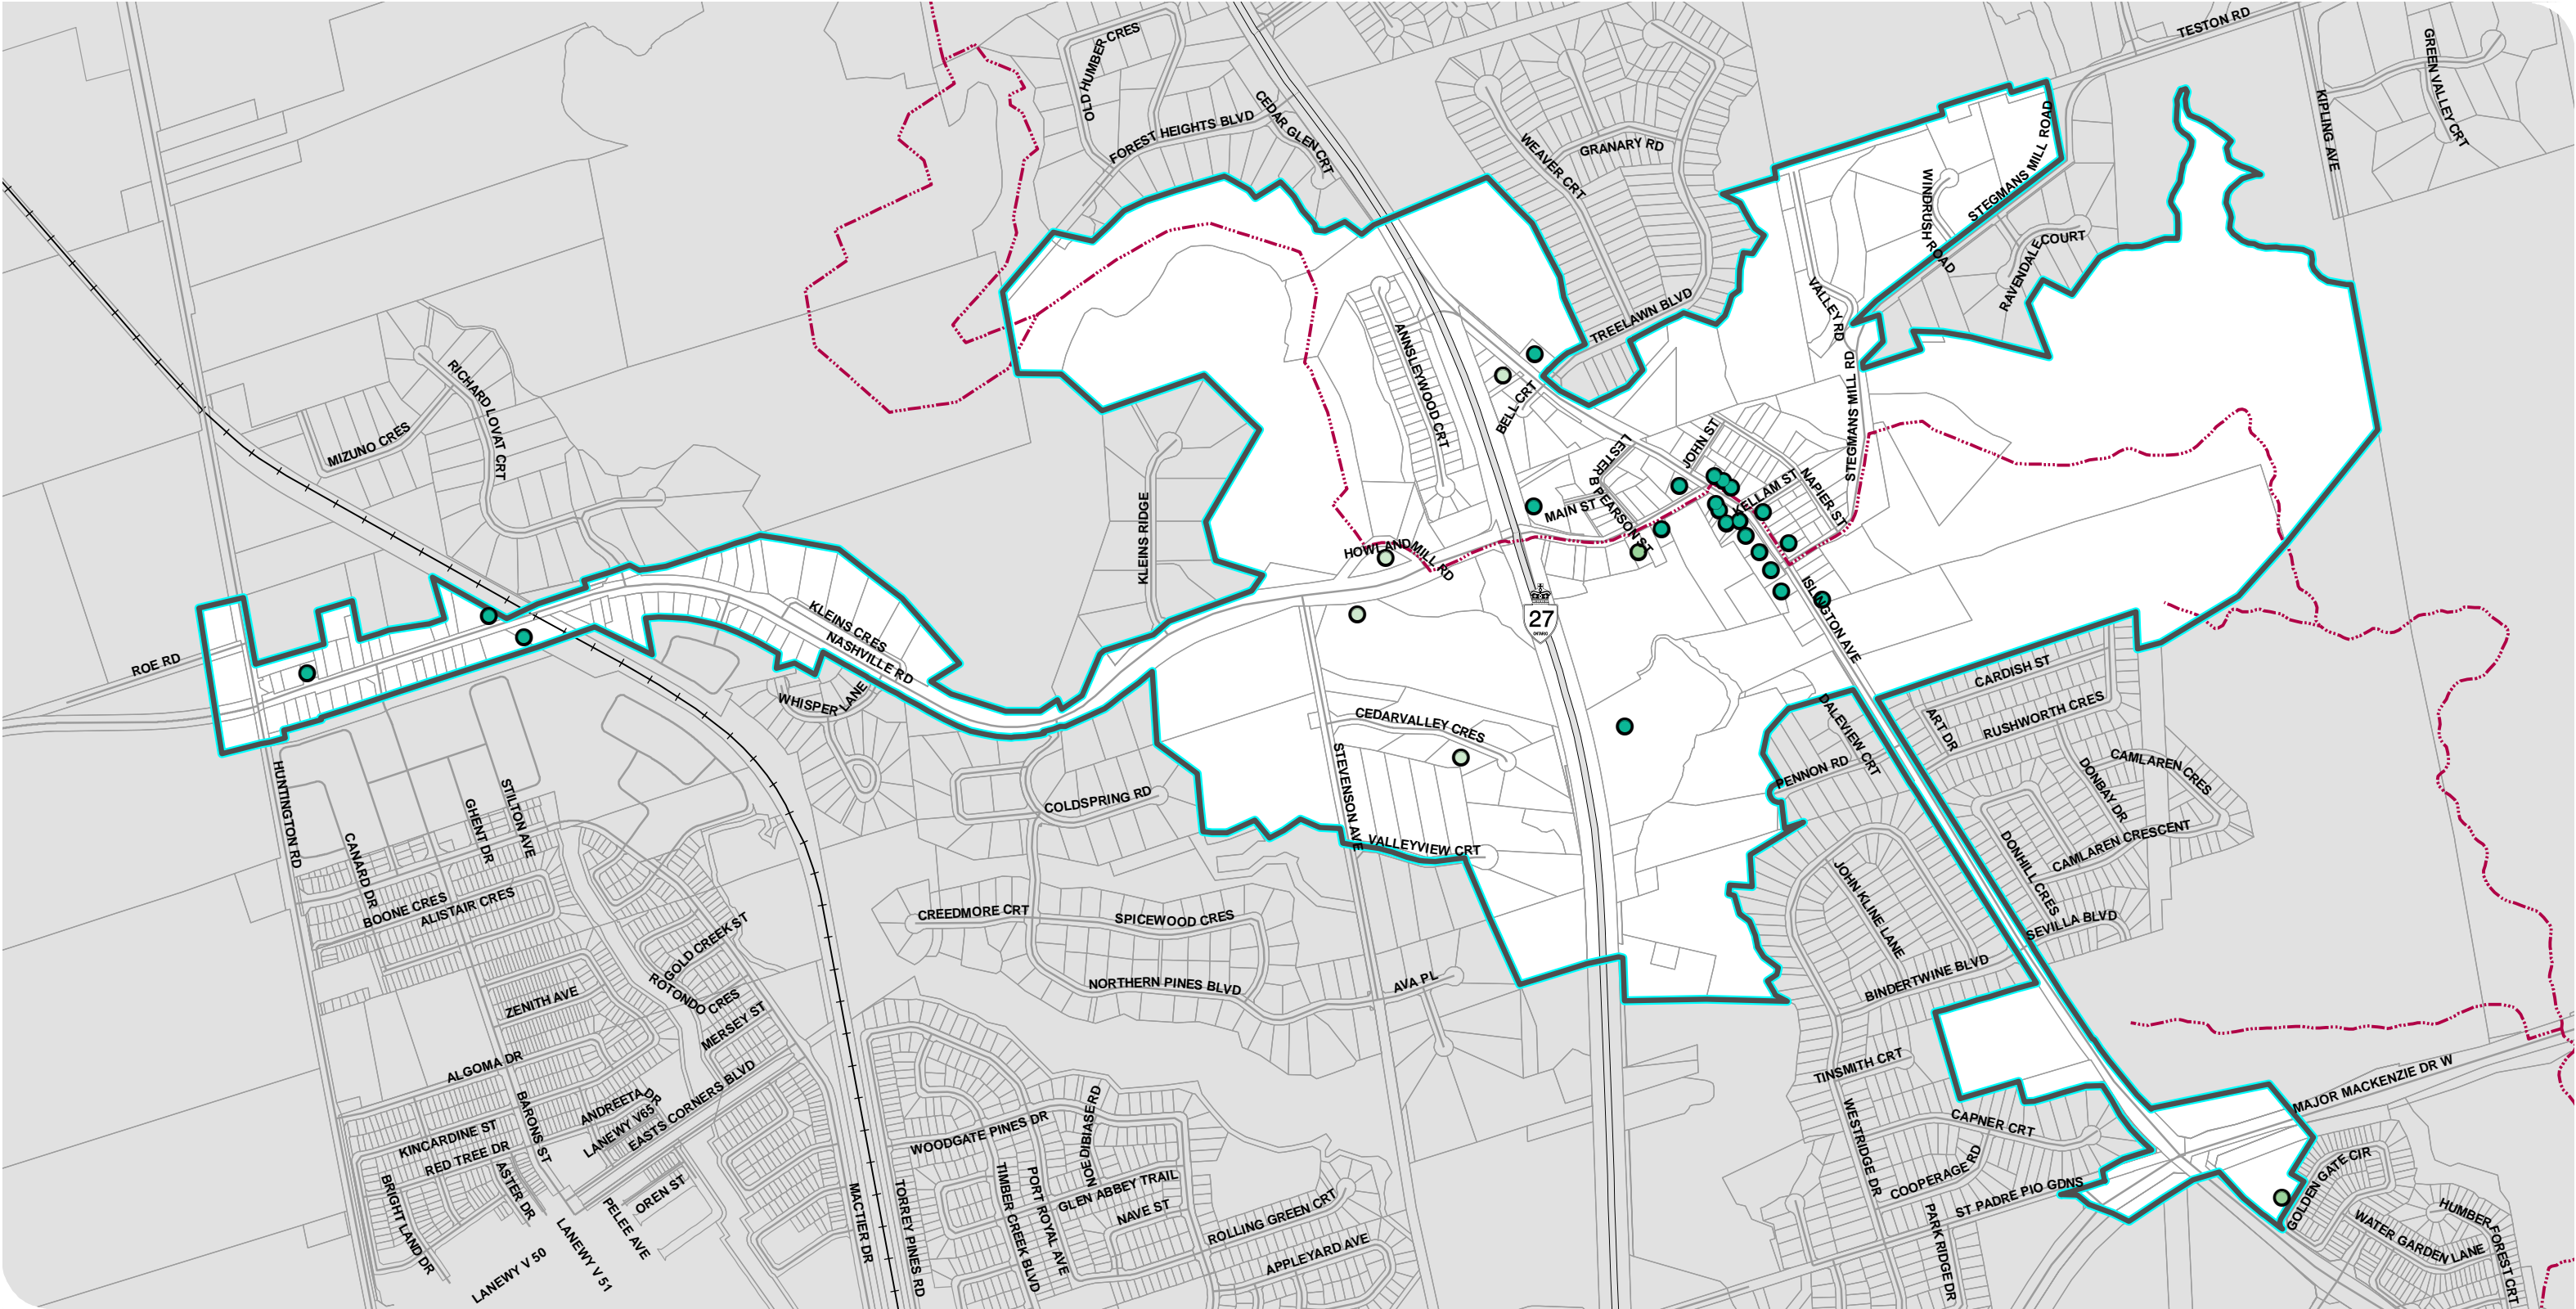 TESTON RD
OLD HUMBER CRES
GREEN VALLEY CRT
KIPLING AVE
CEDAR GLEN CRT
FOREST HEIGHTS BLVD
WEAVER CRT
GRANARY RD
STEGMANS MILL ROAD
WINDRUSH ROAD
RAVENDALE COURT
VALLEY RD
TREELAWN BLVD
ANNSLEYWOOD CRT
STEGMANS MILL RD
BELL CRT
RICHARD LOVAT CRT
MIZUNO CRES
JOHN ST
LESTER B PEARSON ST
NAPIER ST
KELLAM ST
MAIN ST
KLEINS RIDGE
HOWLAND MILL RD
27
ONTARIO
ISLINGTON AVE
KLEINS CRES
NASHVILLE RD
ROE RD
WHISPER LANE
CARDISH ST
RUSHWORTH CRES
ART DR
DALEVIEW CRT
CEDARVALLEY CRES
STEVENSON AVE
PENNON RD
CAMLAREN CRES
DONBAY DR
HUNTINGTON RD
COLDSPRING RD
STILTON AVE
GHENT DR
CANARD DR
VALLEYVIEW CRT
CAMLAREN CRESCENT
DONHILL CRES
JOHN KLINE LANE
BOONE CRES
ALISTAIR CRES
CREEDMORE CRT
SPICEWOOD CRES
SEVILLA BLVD
GOLD CREEK ST
ROTONDO CRES
NORTHERN PINES BLVD
AVA PL
BINDERTWINE BLVD
ZENITH AVE
MERSEY ST
ALGOMA DR
TINSMITH CRT
MAJOR MACKENZIE DR W
ANDREETA DR
LANEWY V65
EASTS CORNERS BLVD
BARONS ST
KINCARDINE ST
RED TREE DR
WOODGATE PINES DR
JOE DIBIASE RD
WESTRIDGE DR
CAPNER CRT
COOPERAGE RD
ASTER DR
BRIGHT LAND DR
OREN ST
PELEE AVE
LANEWY V 50
LANEWY V 51
MACTIER DR
TORREY PINES RD
TIMBER CREEK BLVD
PORT ROYAL AVE
GLEN ABBEY TRAIL
NAVE ST
ROLLING GREEN CRT
APPLEYARD AVE
ST PADRE PIO GDNS
PARK RIDGE DR
GOLDEN GATE CIR
WATER GARDEN LANE
HUMBER FOREST CRT